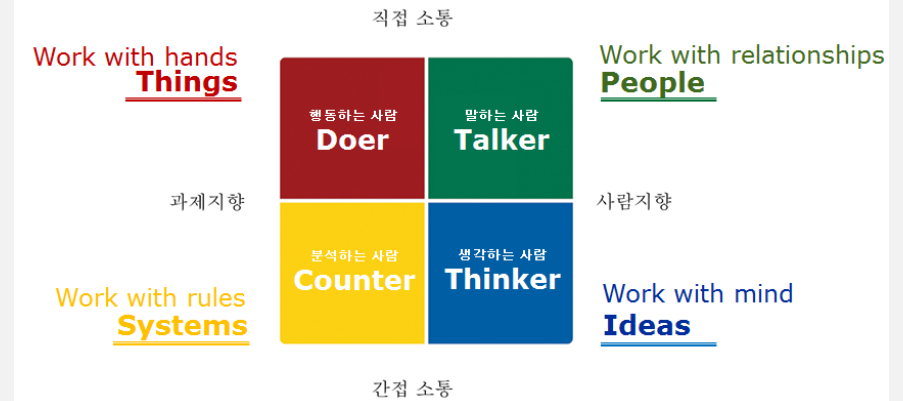 직접 소통
Work with hands
Things
Work with relationships
People
행동하는 사람
Doer
말하는 사람
Talker
과제지향
사람지향
분석하는 사람
Counter
생각하는 사람
Thinker
Work with rules
Systems
Work with mind
Ideas
간접 소통